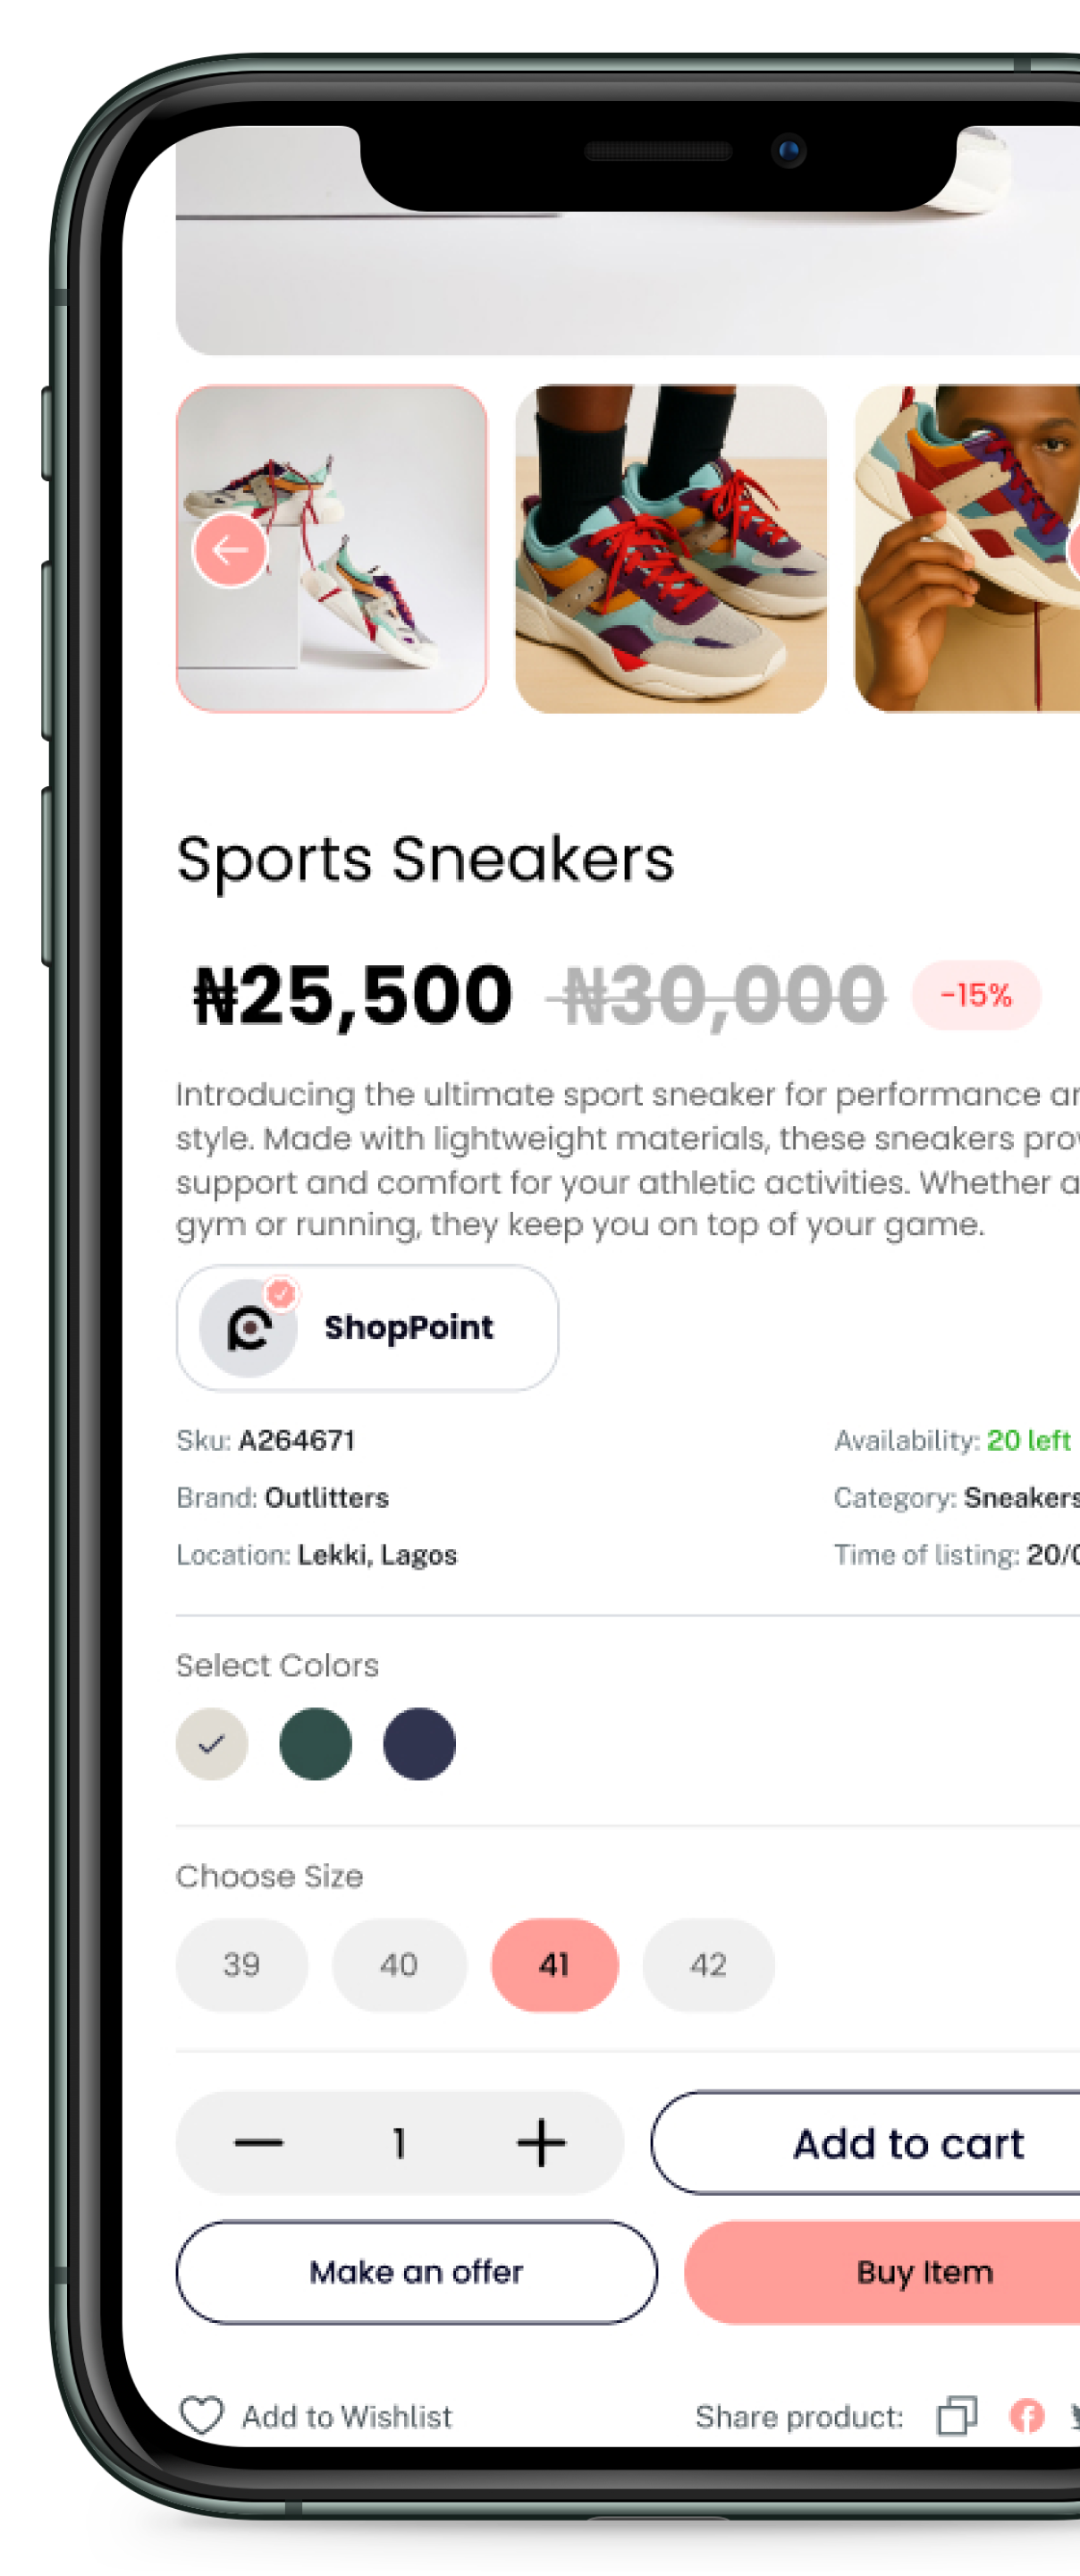 Sports Sneakers
₦25,500 ₦30,000 -15%
Introducing the ultimate sport sneaker for performance
style. Made with lightweight materials, these sneakers
support and comfort for your athletic activities. Whether
gym or running, they keep you on top of your game.
ShopPoint
Sku: A264671
Availability: 20 left
Brand: Outlitters
Category: Sneakers
Location: Lekki, Lagos
Time of listing: 20/0
Select Colors
Choose Size
39 40 41 42
1
Add to cart
Make an offer
Buy Item
Add to Wishlist
Share product: